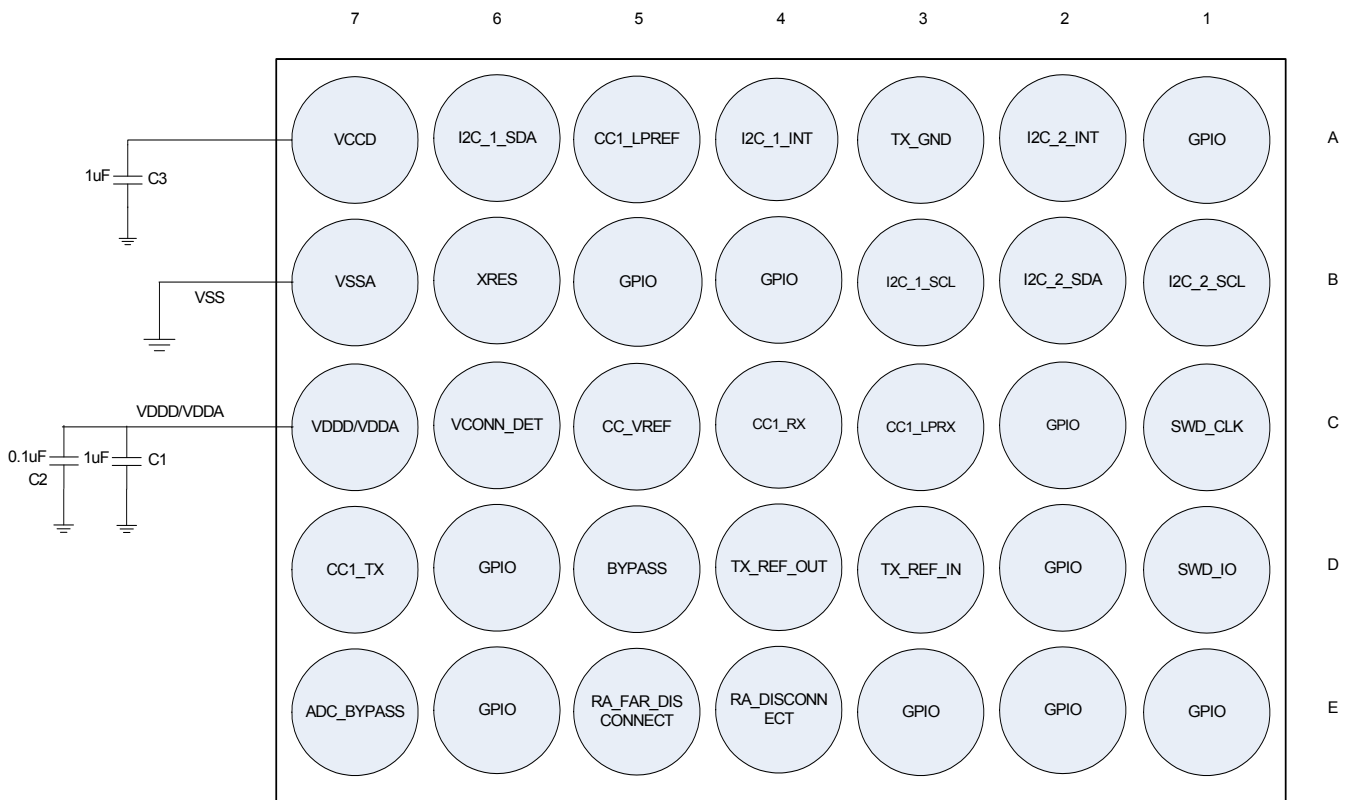 7 6 5 4 3 2 1
VCCD I2C_1_SDA CC1_LPREF I2C_1_INT TX_GND I2C_2_INT GPIO A
1uF C3
VSSA XRES GPIO GPIO I2C_1_SCL I2C_2_SDA I2C_2_SCL B
VSS
VDDD/VDDA
VDDD/VDDA VCONN_DET CC_VREF CC1_RX CC1_LPRX GPIO SWD_CLK C
0.1uF 1uF C1
C2
CC1_TX GPIO BYPASS TX_REF_OUT TX_REF_IN GPIO SWD_IO D
ADC_BYPASS GPIO RA_FAR_DIS
CONNECT RA_DISCONN
ECT GPIO GPIO GPIO E